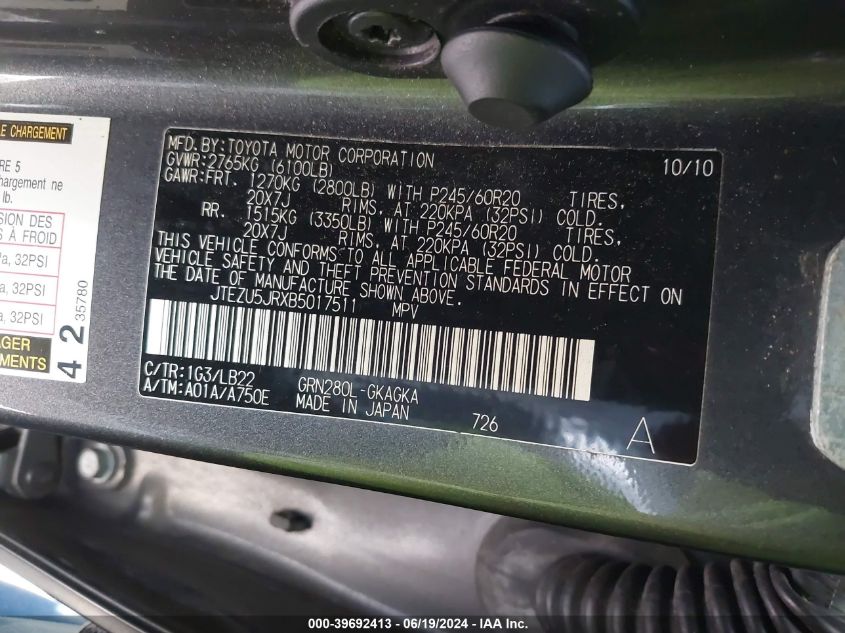 LE CHARGEMENT
RE 5
chargement ne
lb.
SION DES
S À FROID
a, 32PSI
a, 32PSI
a, 32PSI
AGER
EMENTS
4 2 35780
MFD. BY: TOYOTA MOTOR CORPORATION 10/10
GVWR: 2765KG (6100LB)
GAWR: FRT. 1270KG (2800LB) WITH P245/60R20 TIRES,
20X7J RIMS, AT 220KPA (32PSI) COLD.
RR. 1515KG (3350LB) WITH P245/60R20 TIRES,
20X7J RIMS, AT 220KPA (32PSI) COLD.
THIS VEHICLE CONFORMS TO ALL APPLICABLE FEDERAL MOTOR
VEHICLE SAFETY AND THEFT PREVENTION STANDARDS IN EFFECT ON
THE DATE OF MANUFACTURE SHOWN ABOVE.
JTEZU5JRXB5017511 MPV
C/TR: 1G3/LB22 GRN280L-GKAGKA
A/TM: A01A/A750E MADE IN JAPAN 726 A
000-39692413 - 06/19/2024 - IAA Inc.